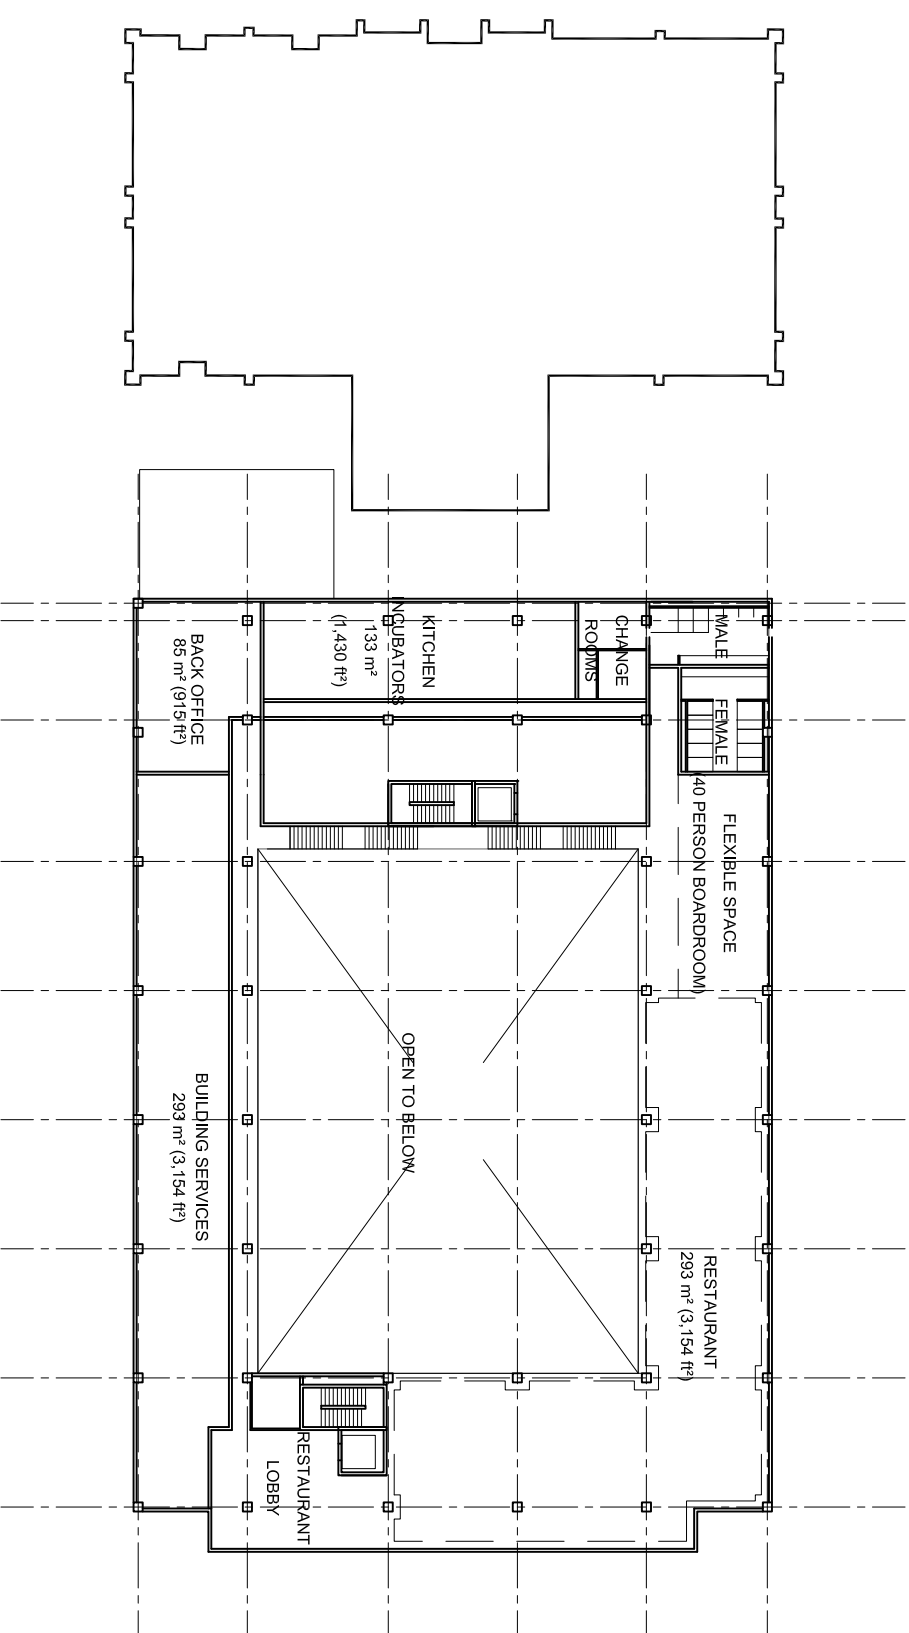 BACK OFFICE
85 m² (915 ft²)
KITCHEN
INCUBATORS
133 m²
(1,430 ft²)
CHANGE
ROOMS
MALE
FEMALE
FLEXIBLE SPACE
(40 PERSON BOARDROOM)
OPEN TO BELOW
BUILDING SERVICES
293 m² (3,154 ft²)
RESTAURANT
293 m² (3,154 ft²)
RESTAURANT
LOBBY